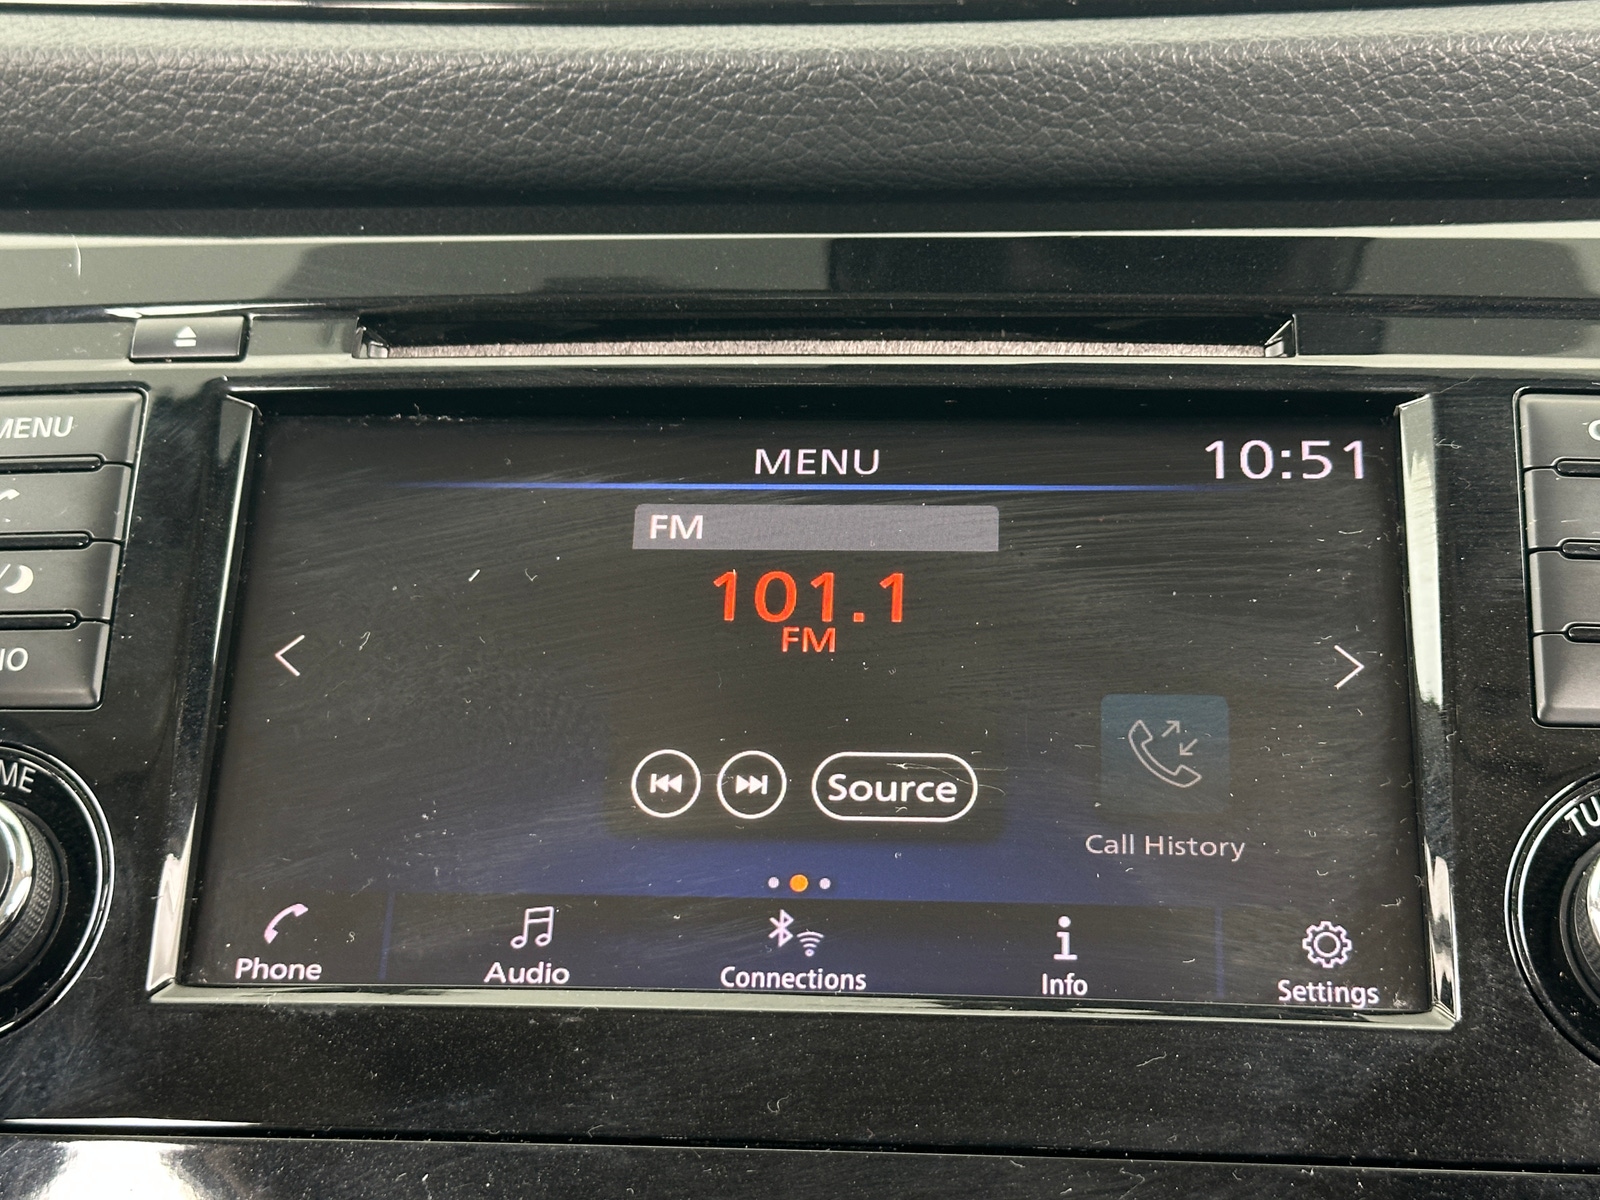 MENU
MENU
10:51
FM
101.1
FM
Source
Call History
Phone
Audio
Connections
Info
Settings